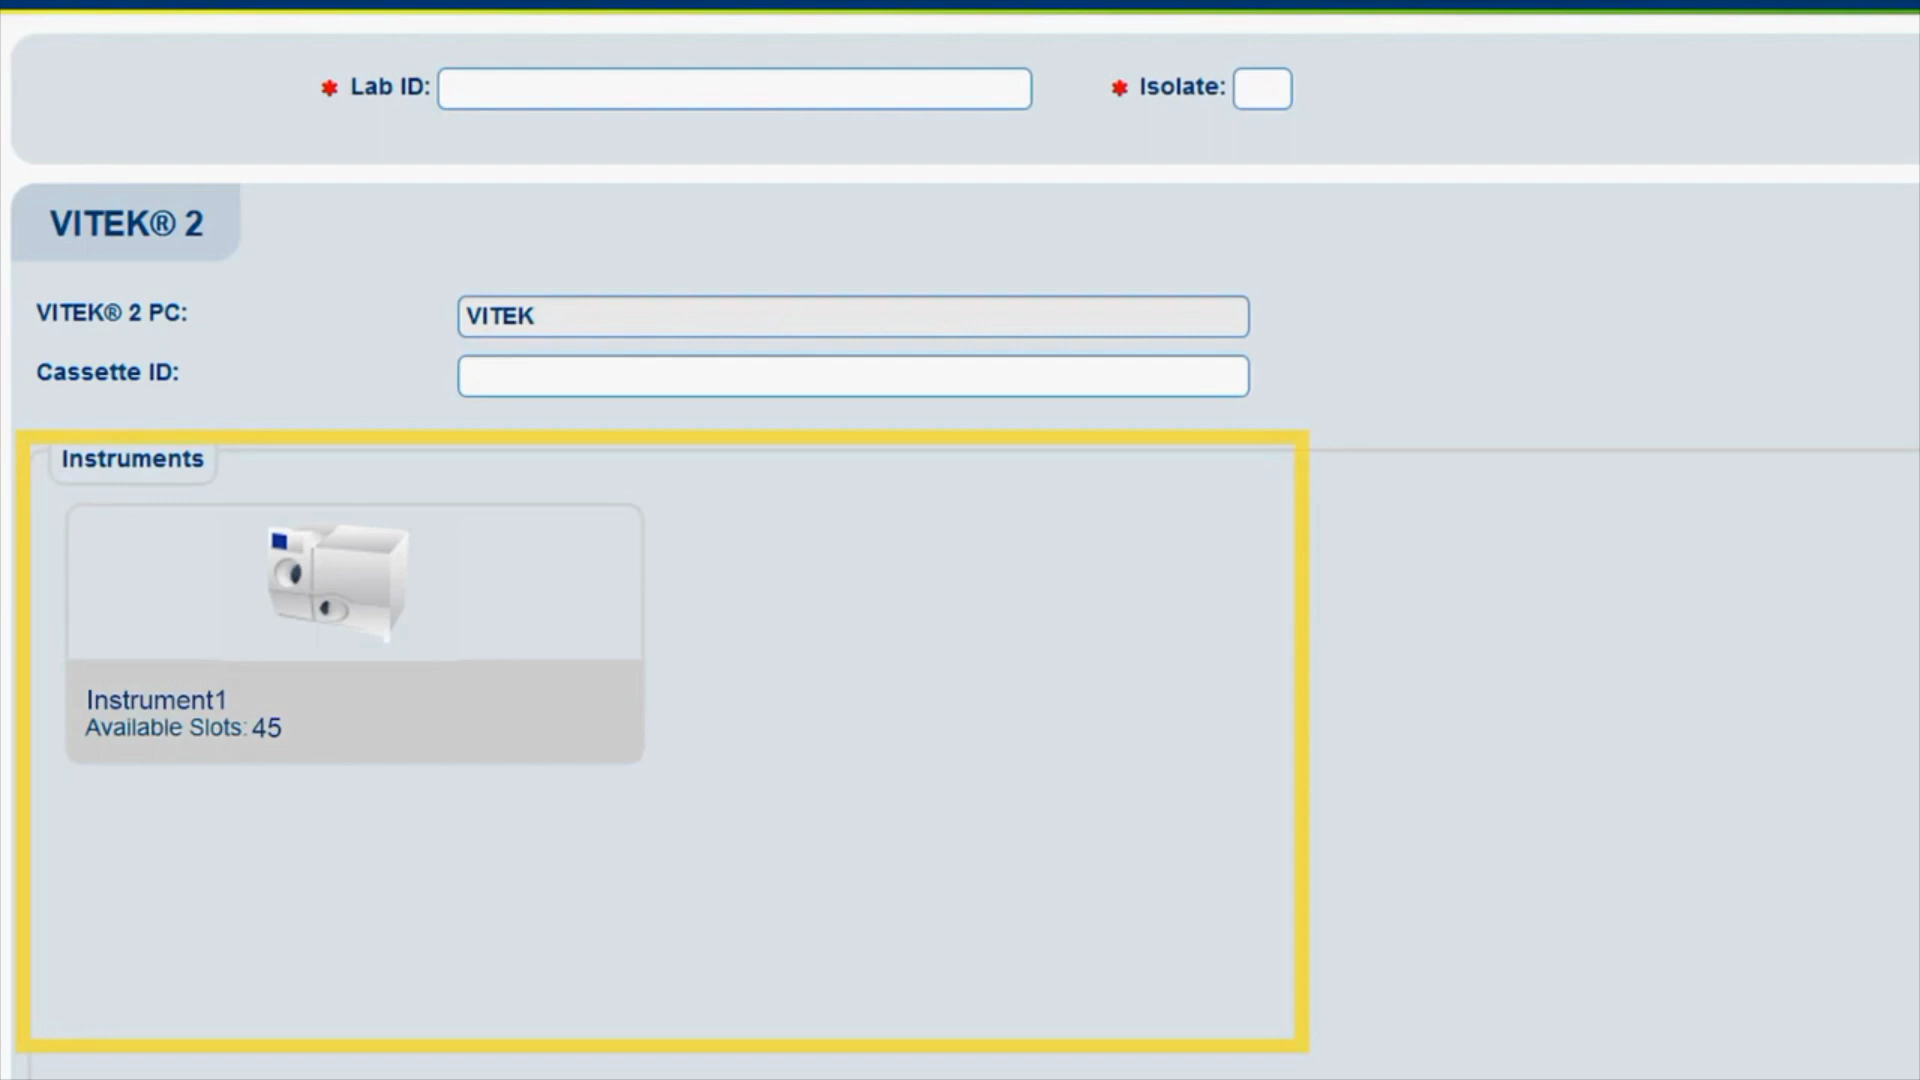 * Lab ID: * Isolate:
VITEK® 2
VITEK® 2 PC: VITEK
Cassette ID:
Instruments
Instrument1
Available Slots: 45